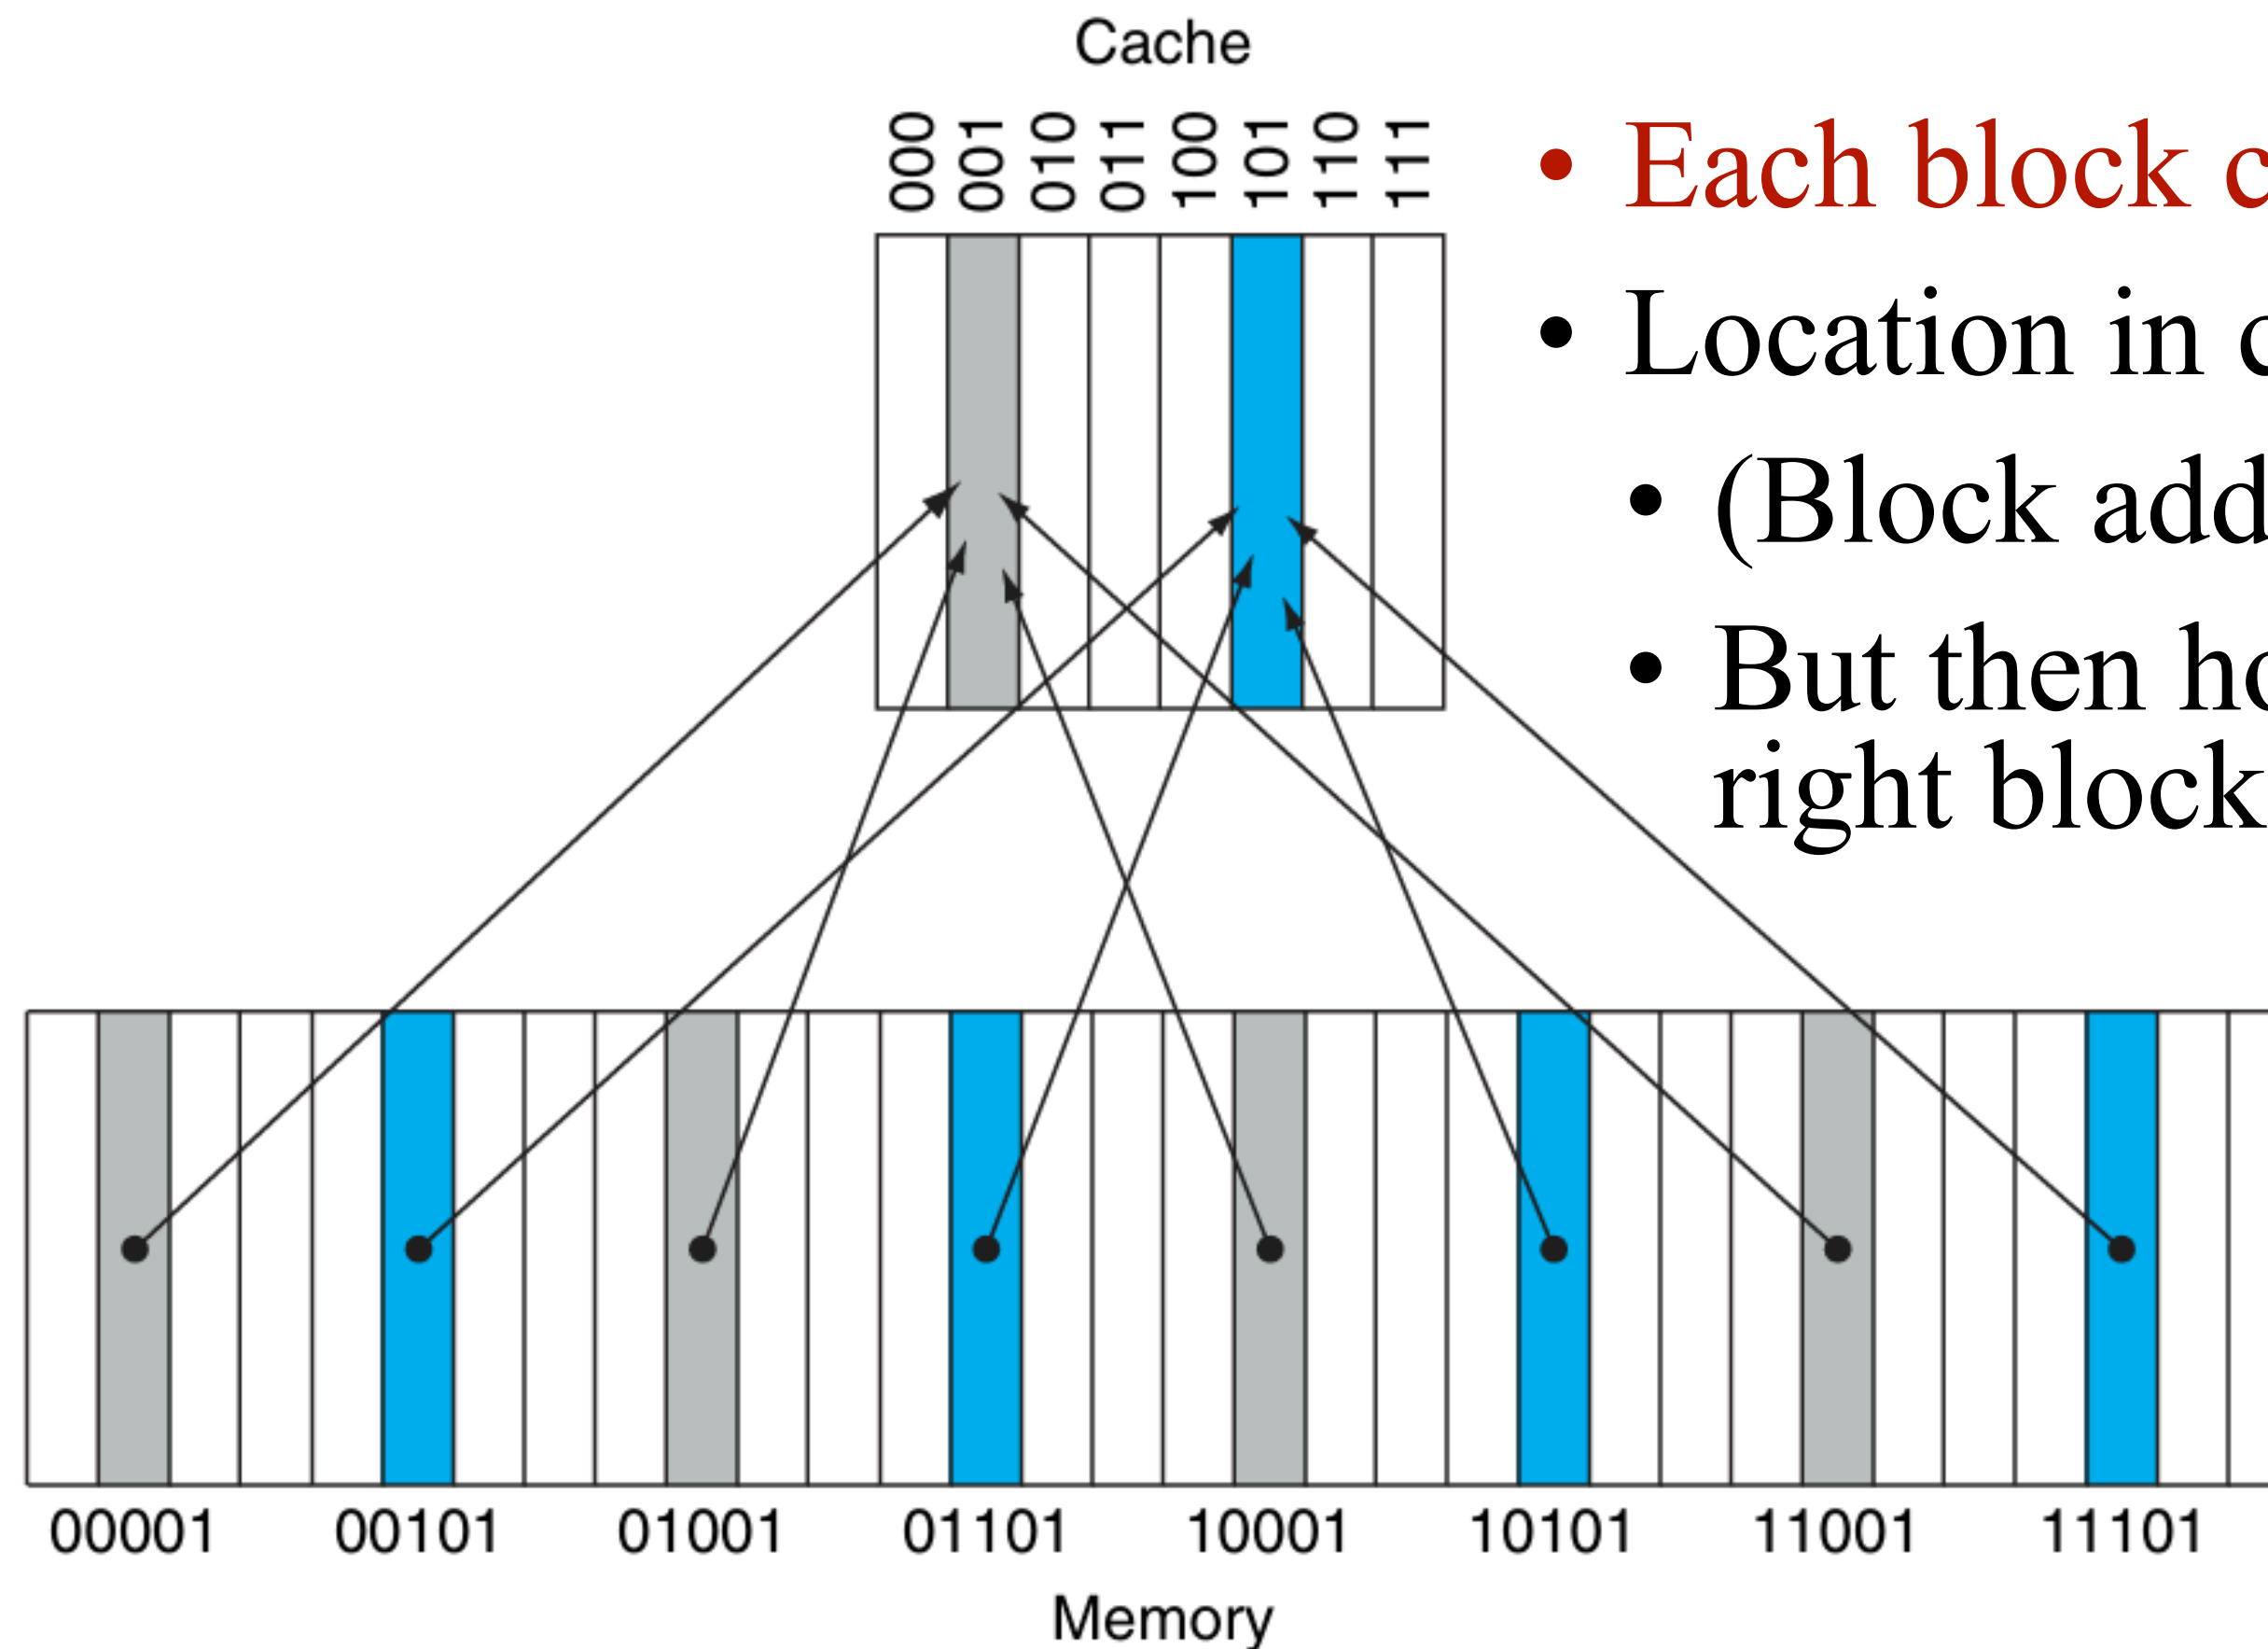 Cache
000 001 010 011 100 101 110 111
• Each block
• Location in
• (Block
• But then
right block
00001 00101 01001 01101 10001 10101 11001 11101
Memory